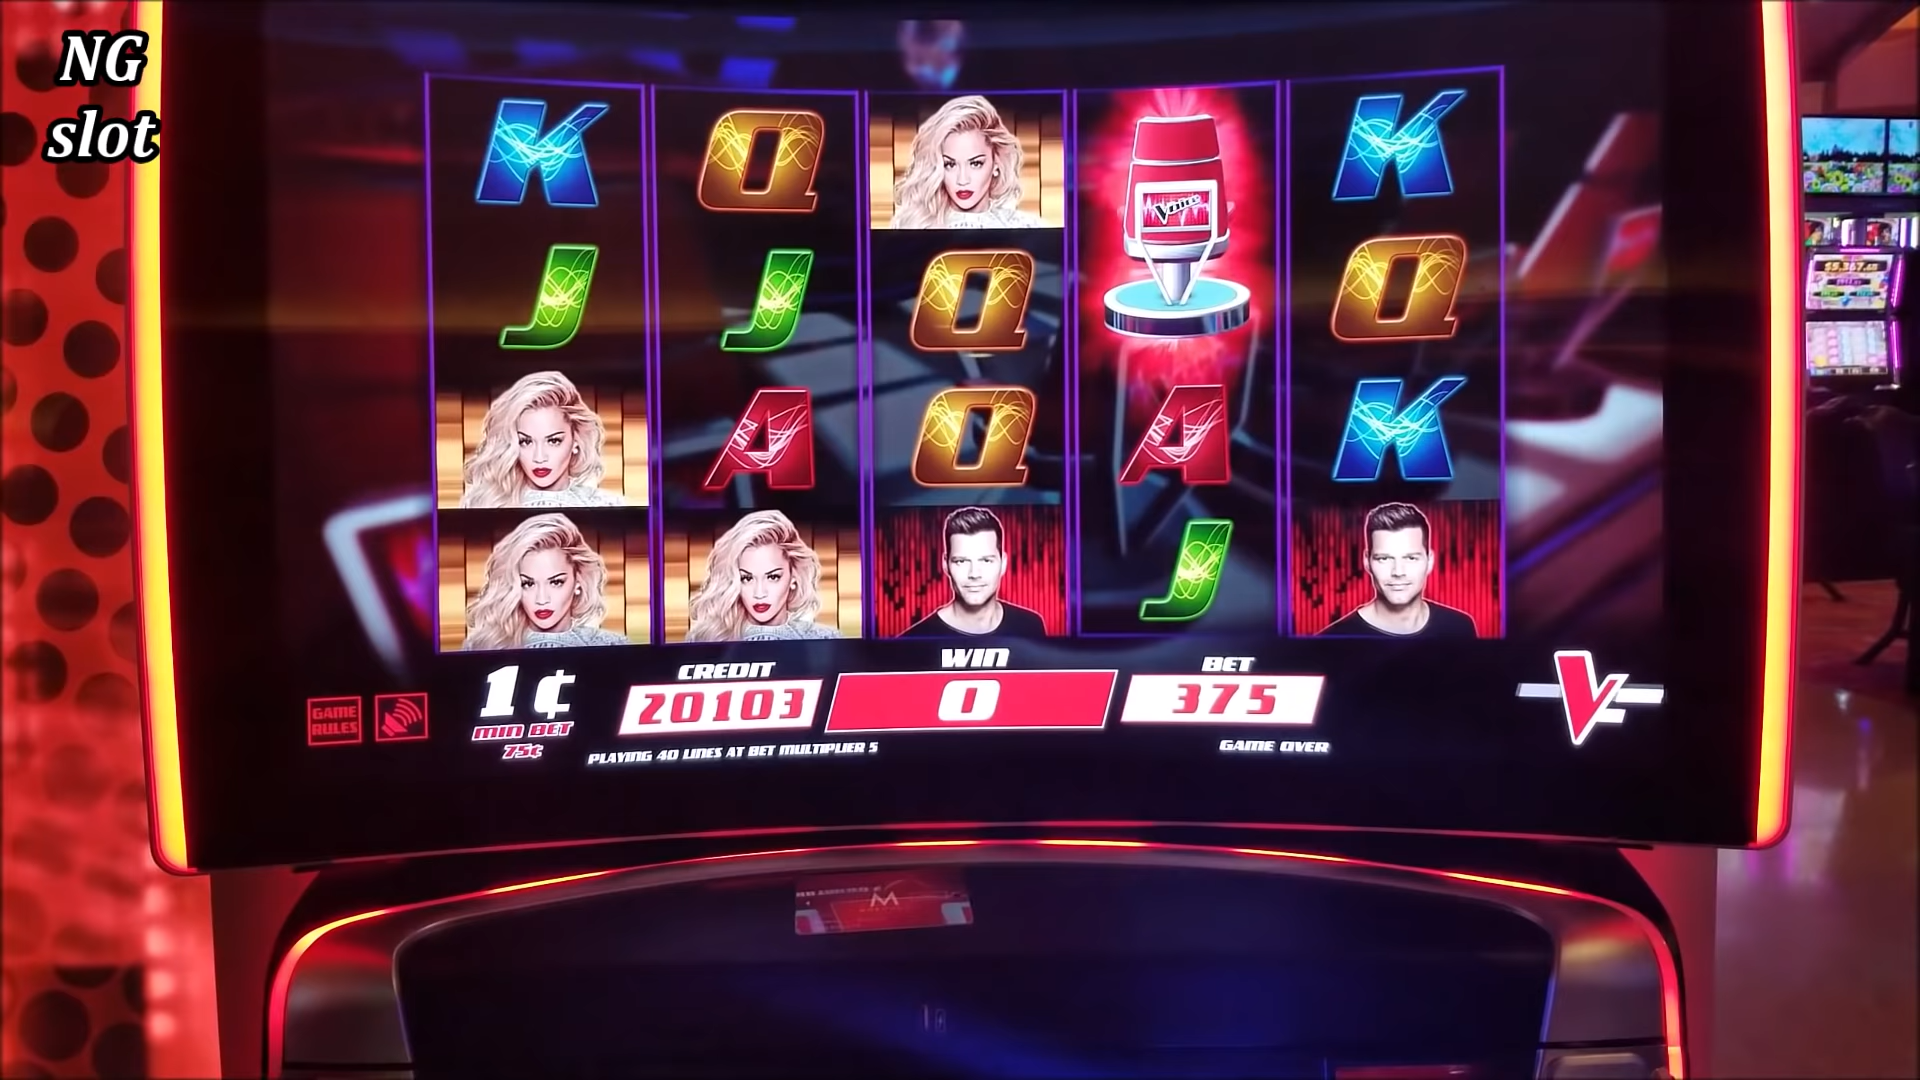 NG
slot
K
Q
K
Voice
J
J
Q
Q
A
Q
A
K
J
1¢
MIN BET
75¢
CREDIT
20103
WIN
0
BET
375
GAME
RULES
PLAYING 40 LINES AT BET MULTIPLIER 5
GAME OVER
V
M